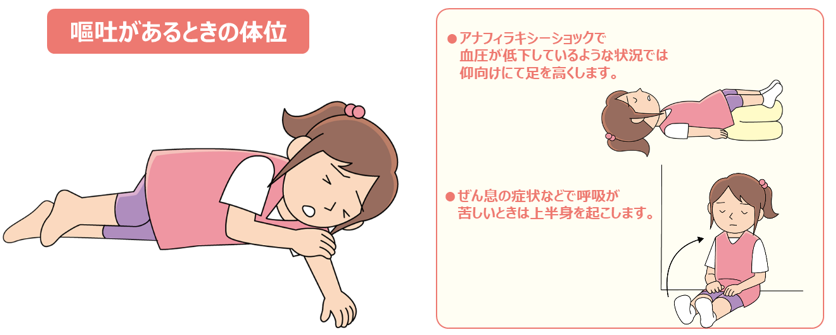 嘔吐があるときの体位
●アナフィラキシーショックで
血圧が低下しているような状況では
仰向けにて足を高くします。
●ぜん息の症状などで呼吸が
苦しいときは上半身を起こします。